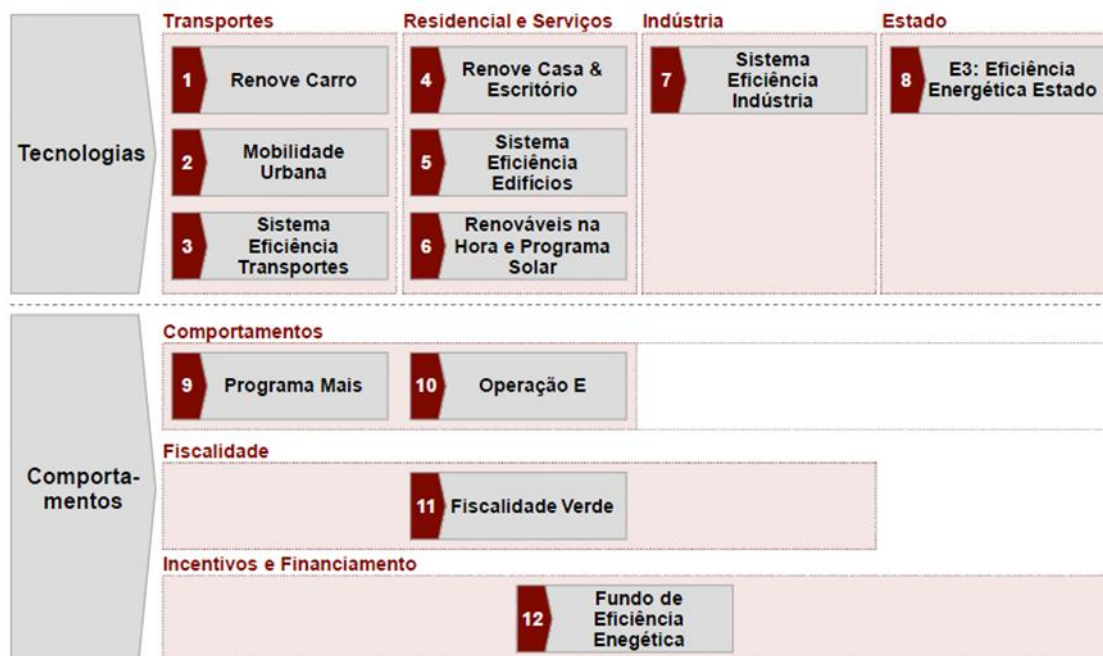 Transportes
Residencial e Serviços
Indústria
Estado
Tecnologias
1
Renove Carro
2
Mobilidade
Urbana
3
Sistema
Eficiência
Transportes
4
Renove Casa &
Escritório
5
Sistema
Eficiência
Edifícios
6
Renováveis na
Hora e Programa
Solar
7
Sistema
Eficiência
Indústria
8
E3: Eficiência
Energética Estado
Comporta-
mentos
Comportamentos
9
Programa Mais
10
Operação E
Fiscalidade
11
Fiscalidade Verde
Incentivos e Financiamento
12
Fundo de
Eficiência
Enegética